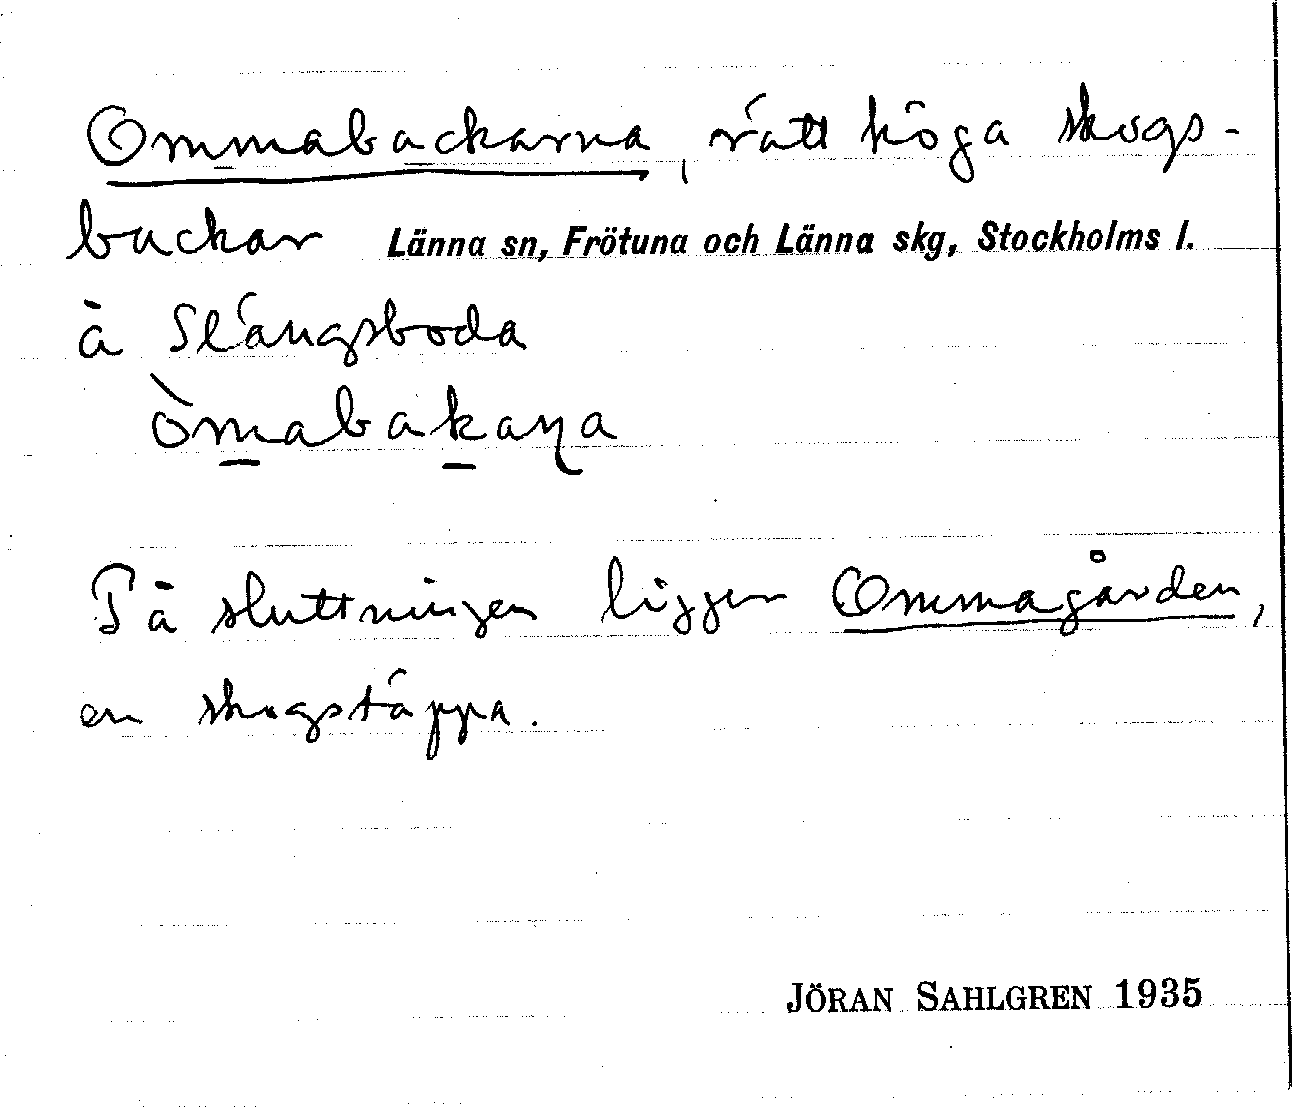 Ommabackarna, rätt höga skogs-
backar Länna sn, Frötuna och Länna skg, Stockholms l.
å Slängsboda
òmabakaṇa
På sluttningen ligger Ommagården,
en skogstäppa.
JÖRAN SAHLGREN 1935